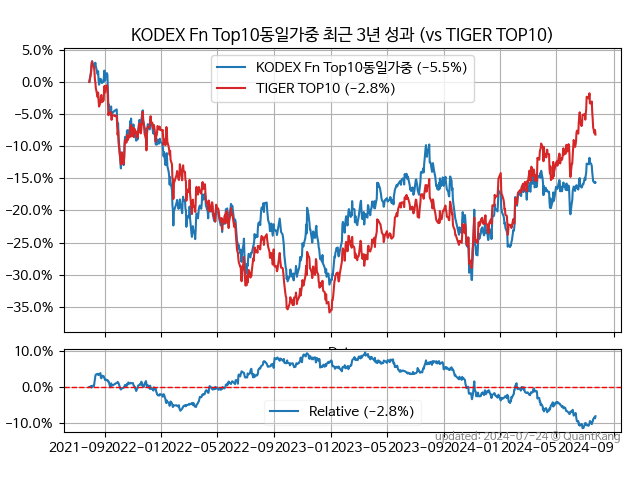 KODEX Fn Top10동일가중 최근 3년 성과 (vs TIGER TOP10)
5.0%
0.0%
−5.0%
−10.0%
−15.0%
−20.0%
−25.0%
−30.0%
−35.0%
KODEX Fn Top10동일가중 (−5.5%)
TIGER TOP10 (−2.8%)
10.0%
0.0%
−10.0%
Relative (−2.8%)
updated: 2024-07-24 © QuantKang
2021-09 2022-01 2022-05 2022-09 2023-01 2023-05 2023-09 2024-01 2024-05 2024-09